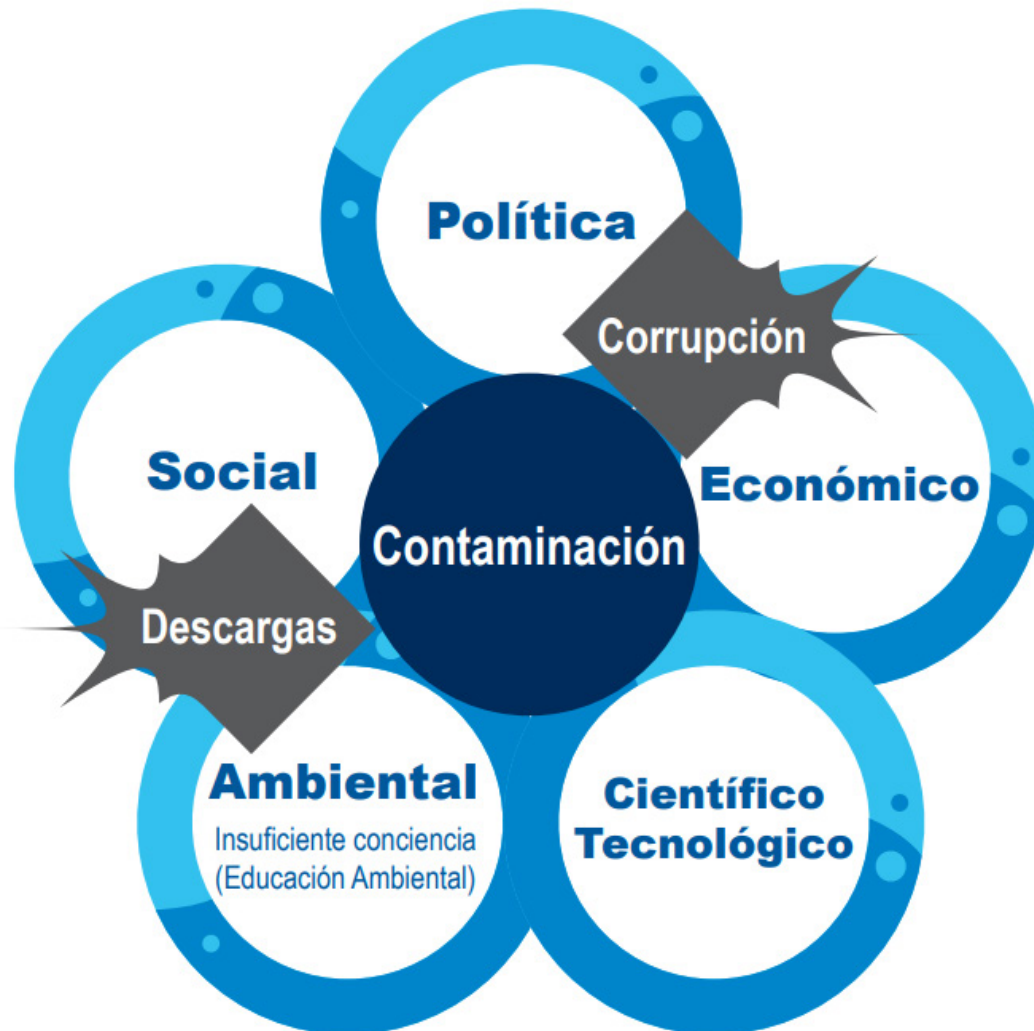 Política
Corrupción
Social
Económico
Contaminación
Descargas
Ambiental
Insuficiente conciencia
(Educación Ambiental)
Científico
Tecnológico